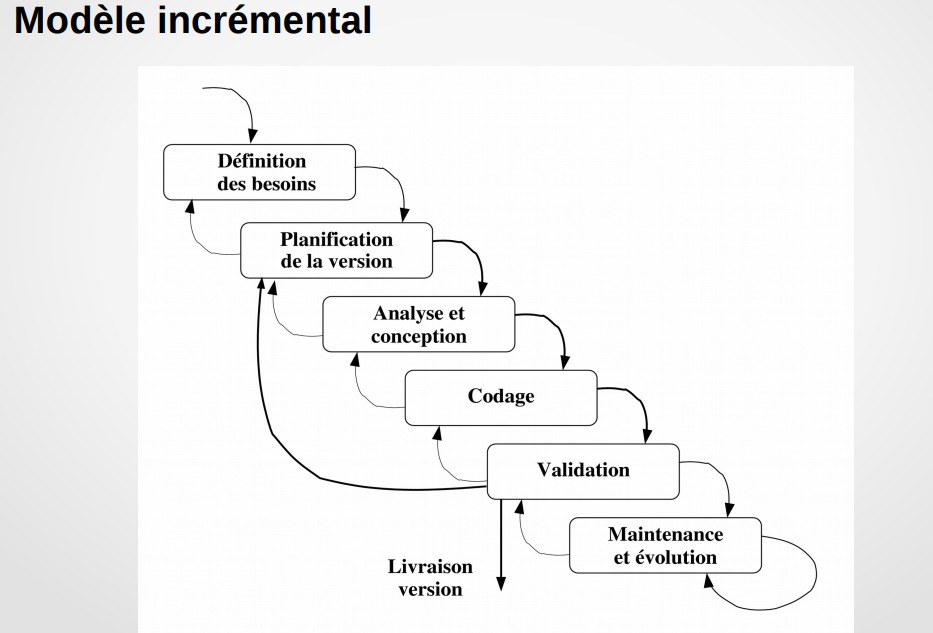 Modèle incrémental
Définition
des besoins
Planification
de la version
Analyse et
conception
Codage
Validation
Maintenance
et évolution
Livraison
version